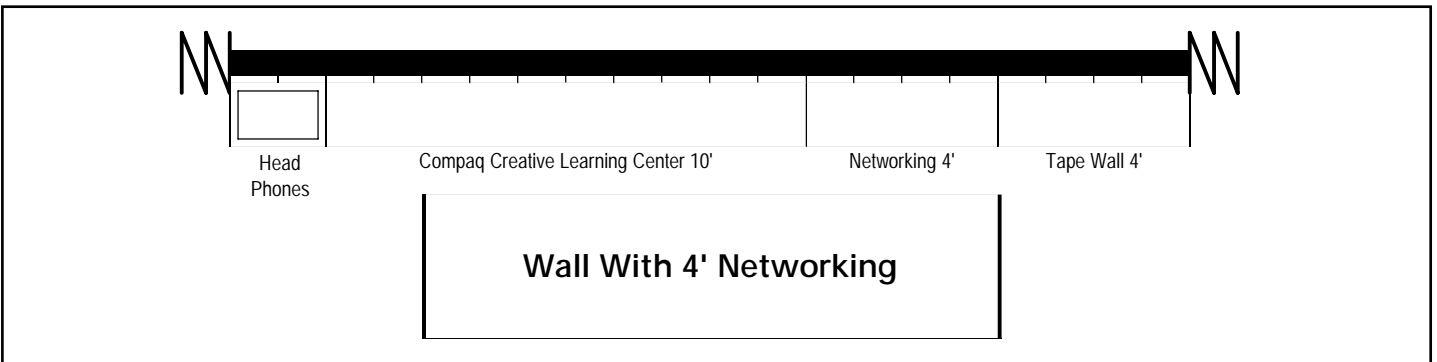 Head
Phones
Compaq Creative Learning Center 10'
Networking 4'
Tape Wall 4'
Wall With 4' Networking